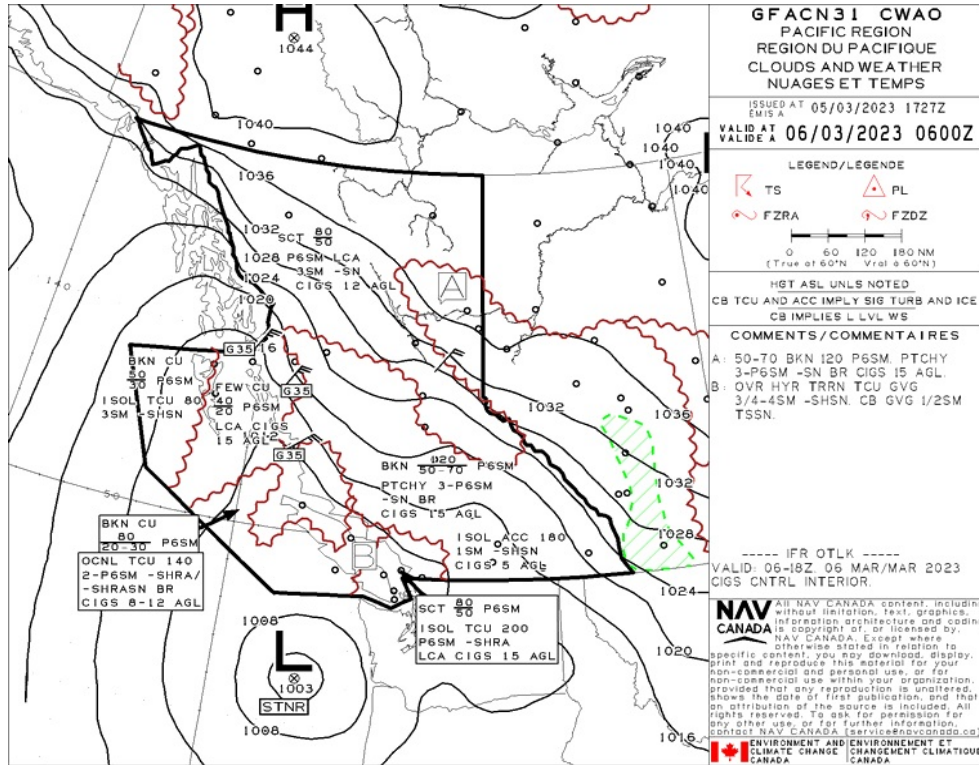 H
1044
1040
1036
1032
1028
1024
1020
16
12
140
50
SCT 80
50
P6SM LCA
3SM -SN
CIGS 12 AGL
A
G35
G35
G35
BKN CU
30 P6SM
ISOL TCU 80
3SM -SHSN
FEW CU
40
20 P6SM
LCA CIGS
15 AGL
BKN 120
50-70 P6SM
PTCHY 3-P6SM
-SN BR
CIGS 15 AGL
ISOL ACC 180
1SM -SHSN
CIGS 5 AGL
BKN CU
80
20-30 P6SM
OCNL TCU 140
2-P6SM -SHRA/
-SHRASN BR
CIGS 8-12 AGL
B
SCT 80
50 P6SM
ISOL TCU 200
P6SM -SHRA
LCA CIGS 15 AGL
1008
L
1003
STNR
1008
1040
1040
1040
1032
1036
1032
1028
1024
1020
1016
GFACN31 CWAO
PACIFIC REGION
REGION DU PACIFIQUE
CLOUDS AND WEATHER
NUAGES ET TEMPS
ISSUED AT 05/03/2023 1727Z
ÉMIS A
VALID AT 06/03/2023 0600Z
VALIDE A
LEGEND/LÉGENDE
TS
PL
FZRA
FZDZ
0 60 120 180 NM
(True at 60°N Vrai à 60°N)
HGT ASL UNLS NOTED
CB TCU AND ACC IMPLY SIG TURB AND ICE
CB IMPLIES L LVL WS
COMMENTS/COMMENTAIRES
A: 50-70 BKN 120 P6SM. PTCHY
3-P6SM -SN BR CIGS 15 AGL.
B: OVR HYR TRRN TCU GVG
3/4-4SM -SHSN. CB GVG 1/2SM
TSSN.
----- IFR OTLK -----
VALID: 06-18Z. 06 MAR/MAR 2023
CIGS CNTRL INTERIOR.
NAV
CANADA
All NAV CANADA content, including
without limitation, text, graphics,
information architecture and coding
is copyright of, or licensed by,
NAV CANADA. Except where
otherwise stated in relation to
specific content, you may download, display,
print and reproduce this material for your
non-commercial and personal use, or for
non-commercial use within your organization,
provided that any reproduction is unaltered,
shows the date of first publication, and that
an attribution of the source is included. All
rights reserved. To ask for permission for
any other use, or for further information,
contact NAV CANADA [service@navcanada.ca]
ENVIRONMENT AND
CLIMATE CHANGE
CANADA
ENVIRONNEMENT ET
CHANGEMENT CLIMATIQUE
CANADA